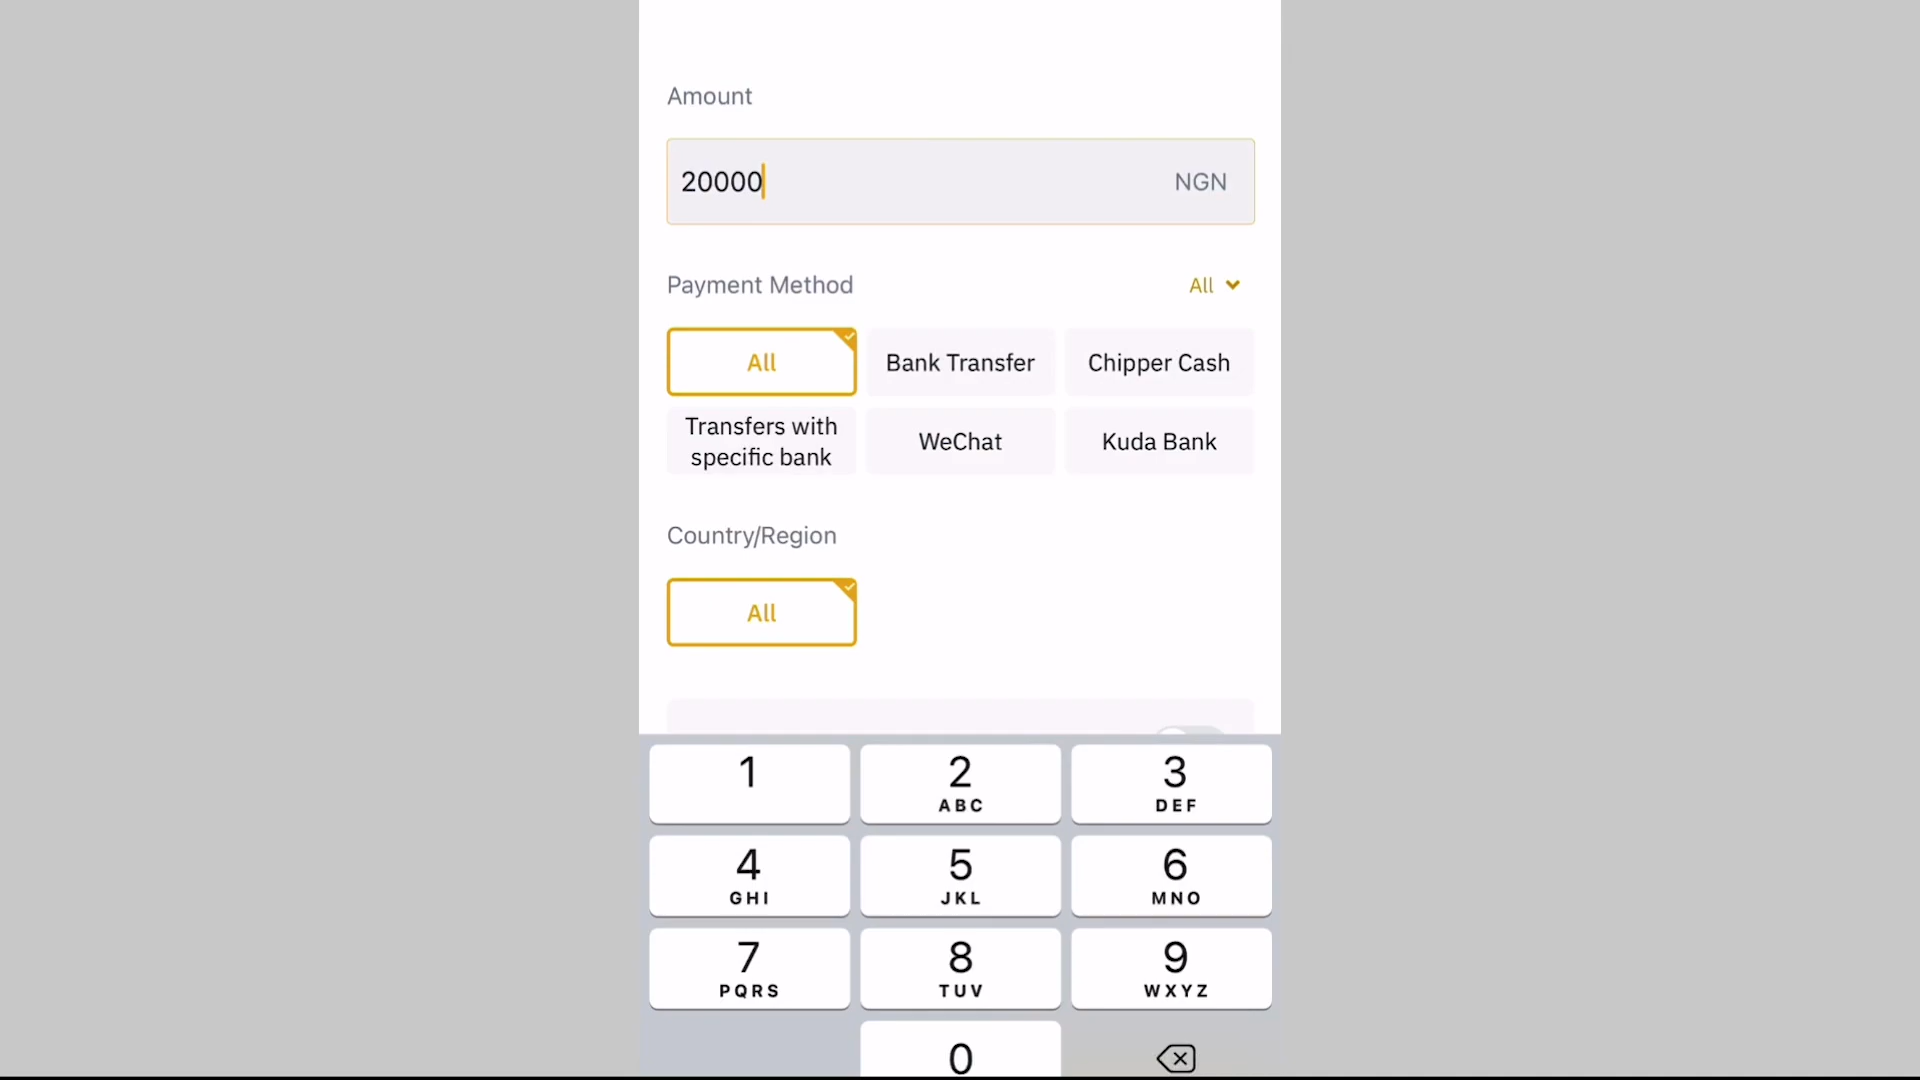 Amount
20000 NGN
Payment Method All
All Bank Transfer Chipper Cash
Transfers with
specific bank
WeChat Kuda Bank
Country/Region
All
1 2 3
ABC DEF
4 5 6
GHI JKL MNO
7 8 9
PQRS TUV WXYZ
0